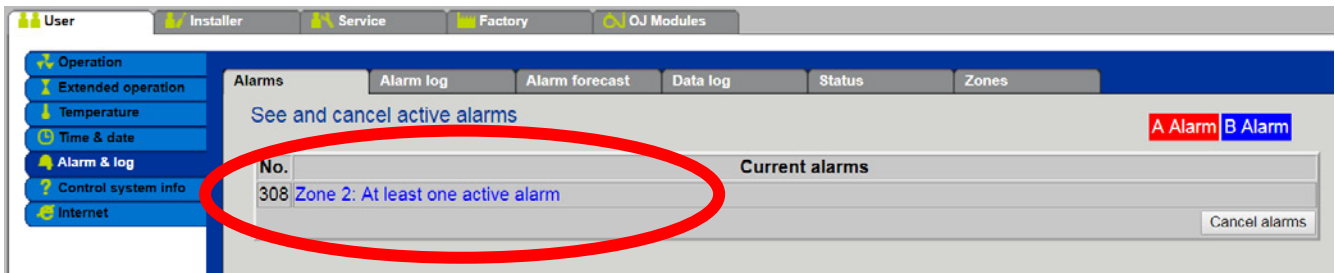 User Installer Service Factory OJ Modules
Operation
Extended operation
Temperature
Time & date
Alarm & log
Control system info
Internet
Alarms Alarm log Alarm forecast Data log Status Zones
See and cancel active alarms
A Alarm B Alarm
No. Current alarms
308 Zone 2: At least one active alarm
Cancel alarms